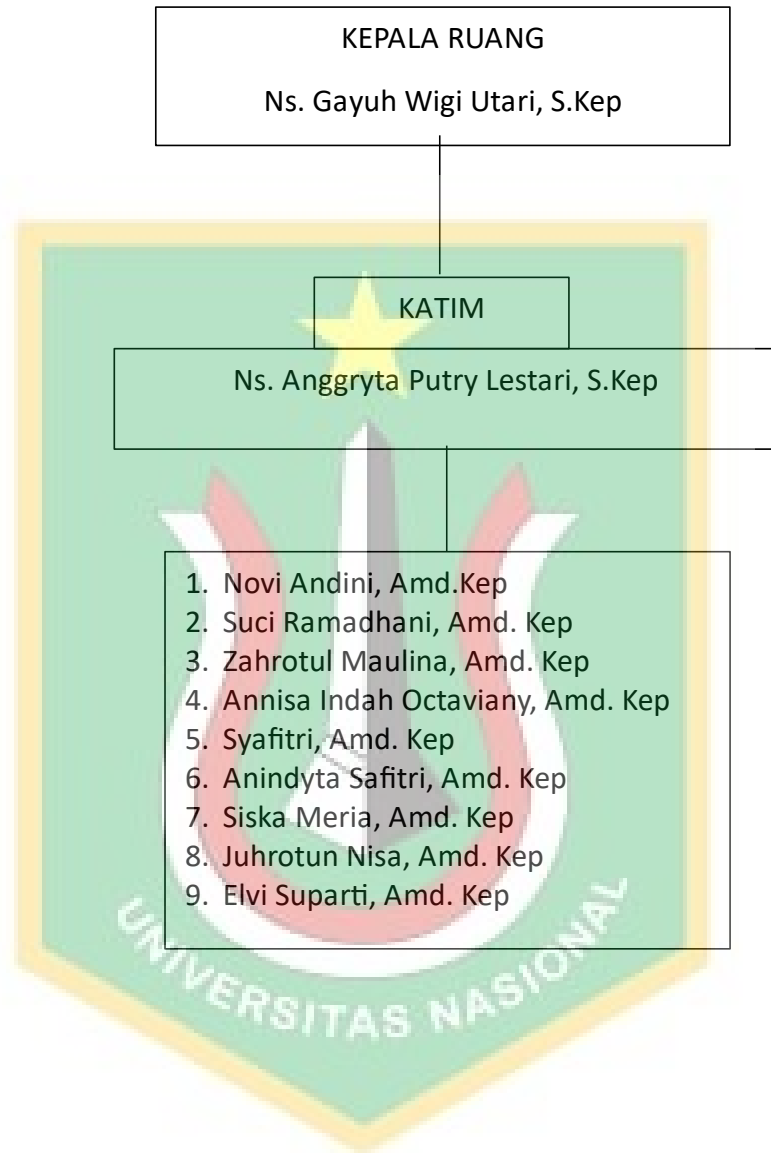 KEPALA RUANG
Ns. Gayuh Wigi Utari, S.Kep
KATIM
Ns. Anggryta Putry Lestari, S.Kep
1. Novi Andini, Amd.Kep
2. Suci Ramadhani, Amd. Kep
3. Zahrotul Maulina, Amd. Kep
4. Annisa Indah Octaviany, Amd. Kep
5. Syafitri, Amd. Kep
6. Anindyta Safitri, Amd. Kep
7. Siska Meria, Amd. Kep
8. Juhrotun Nisa, Amd. Kep
9. Elvi Suparti, Amd. Kep
UNIVERSITAS NASIONAL